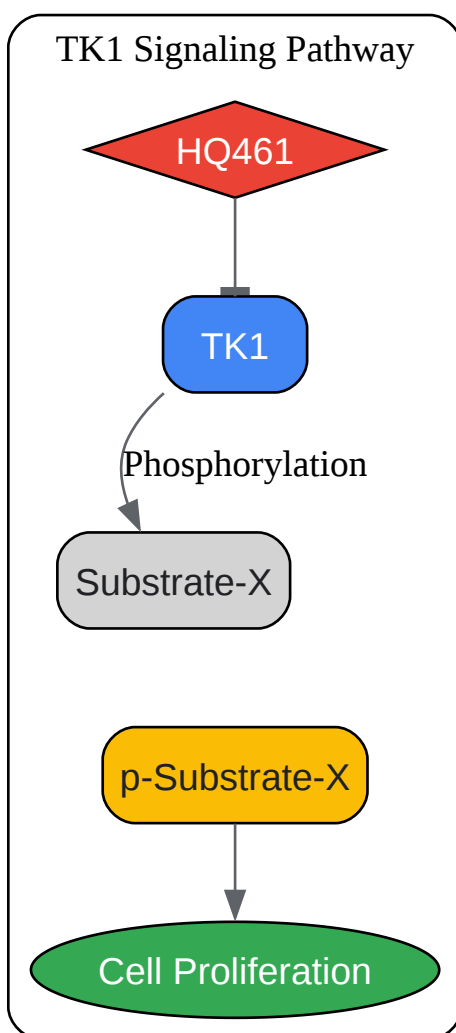 TK1 Signaling Pathway
HQ461
TK1
Phosphorylation
Substrate-X
p-Substrate-X
Cell Proliferation